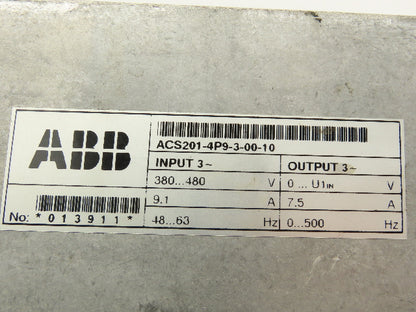 ABB
ACS201-4P9-3-00-10
INPUT 3~ OUTPUT 3~
380...480 V 0 ... U1IN V
9.1 A 7.5 A
48...63 Hz 0...500 Hz
No: *013911*